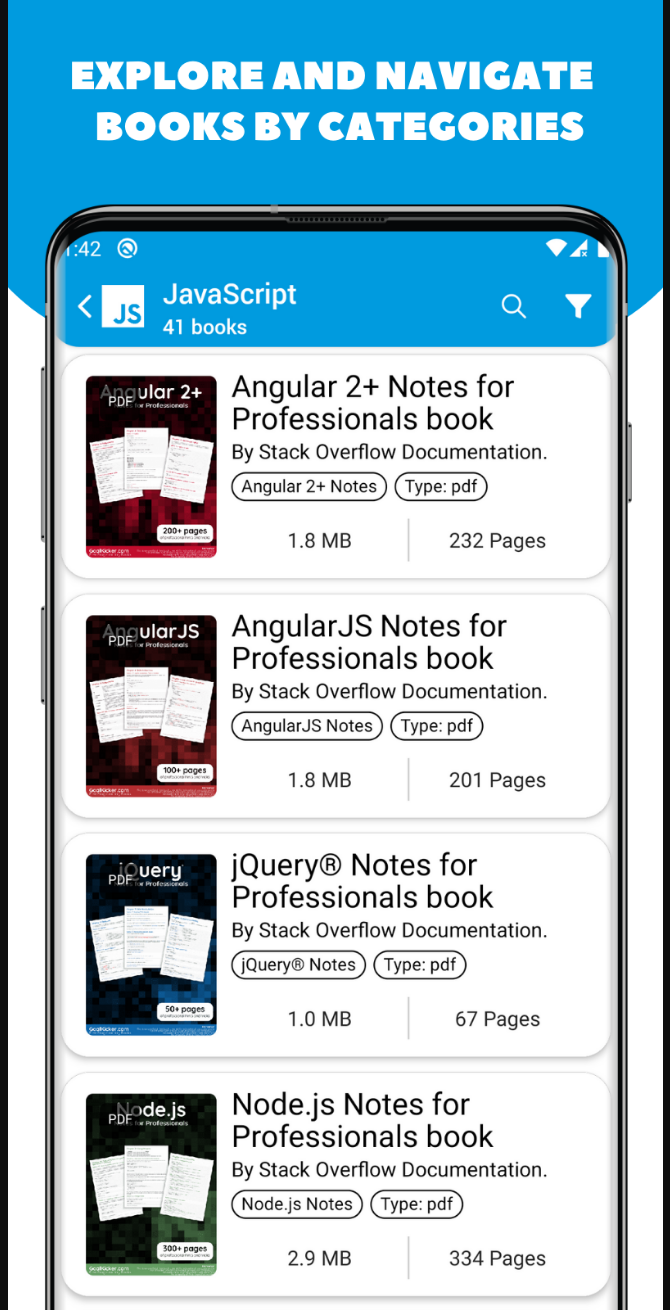 EXPLORE AND NAVIGATE
BOOKS BY CATEGORIES
1:42
JS
JavaScript
41 books
Angular 2+
PDF
Notes for Professionals
200+ pages
GoalKicker.com
Angular 2+ Notes for
Professionals book
By Stack Overflow Documentation.
Angular 2+ Notes
Type: pdf
1.8 MB
232 Pages
AngularJS
PDF
Notes for Professionals
100+ pages
GoalKicker.com
AngularJS Notes for
Professionals book
By Stack Overflow Documentation.
AngularJS Notes
Type: pdf
1.8 MB
201 Pages
jQuery
PDF
Notes for Professionals
50+ pages
GoalKicker.com
jQuery® Notes for
Professionals book
By Stack Overflow Documentation.
jQuery® Notes
Type: pdf
1.0 MB
67 Pages
Node.js
PDF
Notes for Professionals
300+ pages
GoalKicker.com
Node.js Notes for
Professionals book
By Stack Overflow Documentation.
Node.js Notes
Type: pdf
2.9 MB
334 Pages